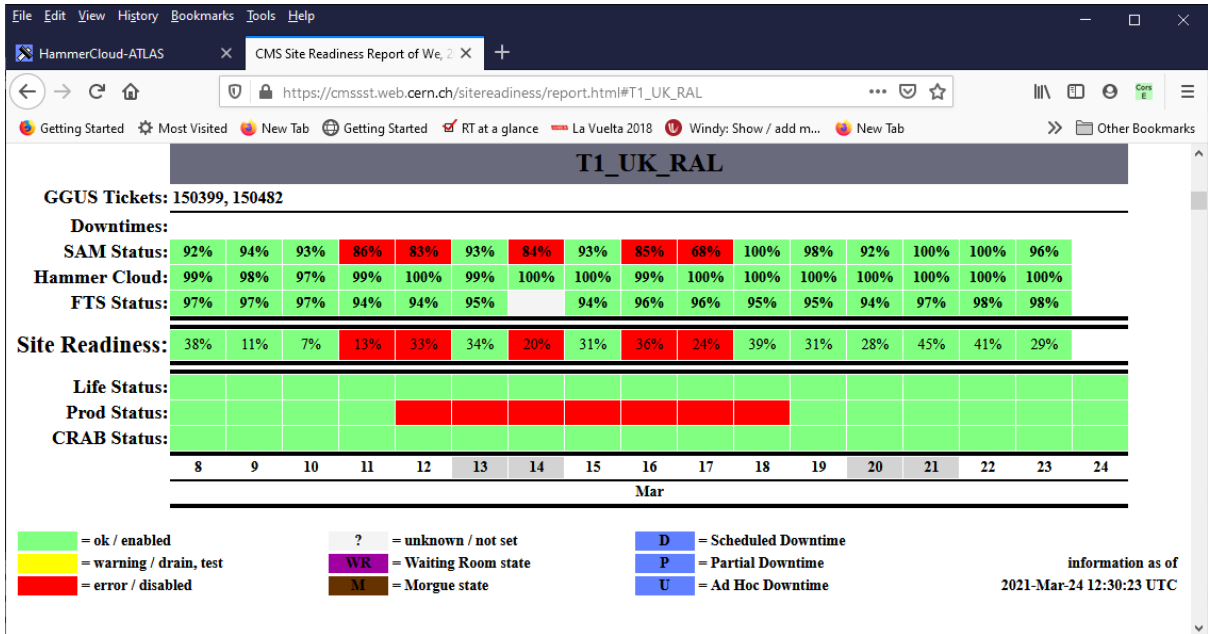 File Edit View History Bookmarks Tools Help
HammerCloud-ATLAS CMS Site Readiness Report of We, 2
https://cmssst.web.cern.ch/sitereadiness/report.html#T1_UK_RAL
Getting Started Most Visited New Tab Getting Started RT at a glance La Vuelta 2018 Windy: Show / add m... New Tab Other Bookmarks
T1_UK_RAL
GGUS Tickets: 150399, 150482
Downtimes:
SAM Status: 92% 94% 93% 86% 83% 93% 84% 93% 85% 68% 100% 98% 92% 100% 100% 96%
Hammer Cloud: 99% 98% 97% 99% 100% 99% 100% 100% 99% 100% 100% 100% 100% 100% 100% 100%
FTS Status: 97% 97% 97% 94% 94% 95% 94% 96% 96% 95% 95% 94% 97% 98% 98%
Site Readiness: 38% 11% 7% 13% 33% 34% 20% 31% 36% 24% 39% 31% 28% 45% 41% 29%
Life Status:
Prod Status:
CRAB Status:
8 9 10 11 12 13 14 15 16 17 18 19 20 21 22 23 24
Mar
= ok / enabled ? = unknown / not set D = Scheduled Downtime
= warning / drain, test WR = Waiting Room state P = Partial Downtime information as of
= error / disabled M = Morgue state U = Ad Hoc Downtime 2021-Mar-24 12:30:23 UTC